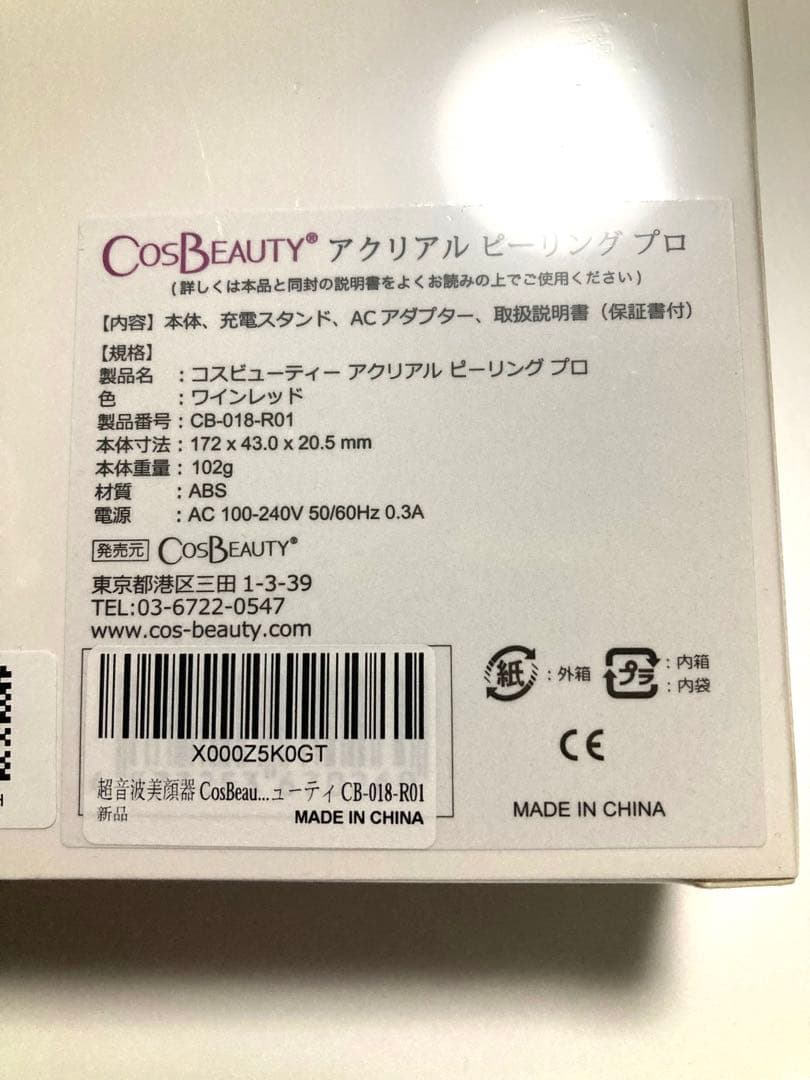 COSBEAUTY® アクリアル ピーリング プロ
(詳しくは本品と同封の説明書をよくお読みの上でご使用ください)
【内容】本体、充電スタンド、ACアダプター、取扱説明書（保証書付）
【規格】
製品名 ：コスビューティー アクリアル ピーリング プロ
色 ：ワインレッド
製品番号：CB-018-R01
本体寸法：172 x 43.0 x 20.5 mm
本体重量：102g
材質 ：ABS
電源 ：AC 100-240V 50/60Hz 0.3A
発売元 COSBEAUTY®
東京都港区三田 1-3-39
TEL:03-6722-0547
www.cos-beauty.com
紙 ：外箱 プラ ：内箱
：内袋
X000Z5K0GT
超音波美顔器 CosBeau...ューティ CB-018-R01
新品 MADE IN CHINA
CE
MADE IN CHINA